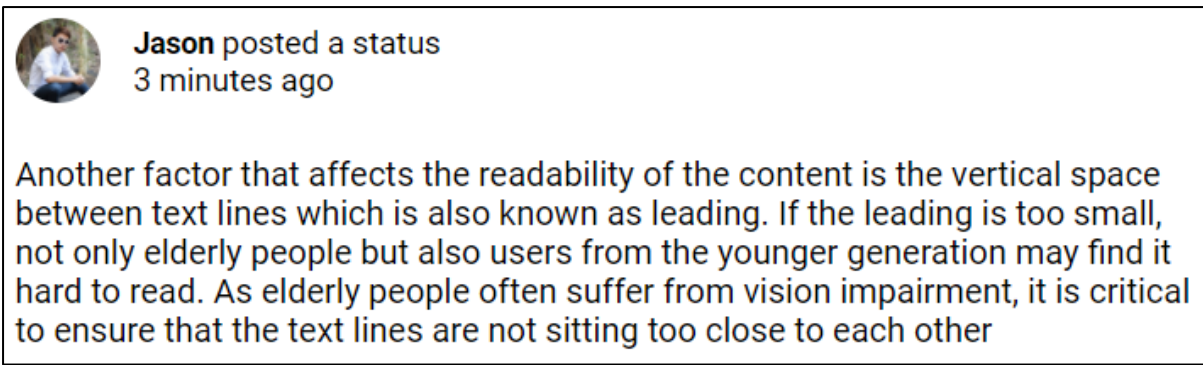 Jason posted a status
3 minutes ago
Another factor that affects the readability of the content is the vertical space
between text lines which is also known as leading. If the leading is too small,
not only elderly people but also users from the younger generation may find it
hard to read. As elderly people often suffer from vision impairment, it is critical
to ensure that the text lines are not sitting too close to each other